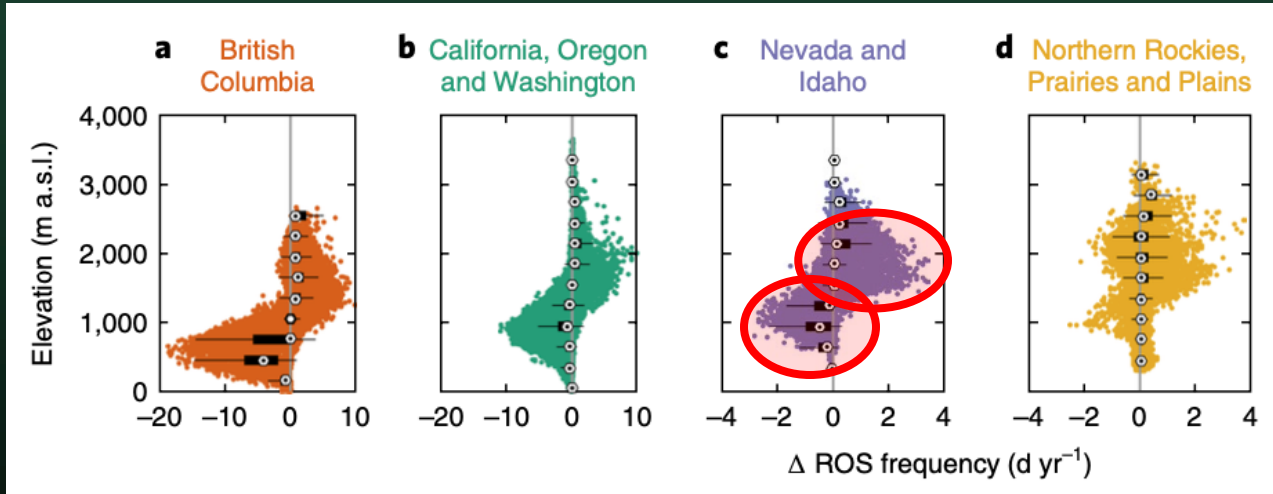 a British Columbia
b California, Oregon and Washington
c Nevada and Idaho
d Northern Rockies, Prairies and Plains
Elevation (m a.s.l.)
4,000
3,000
2,000
1,000
0
−20 −10 0 10
−20 −10 0 10
−4 −2 0 2 4
−4 −2 0 2 4
Δ ROS frequency (d yr⁻¹)